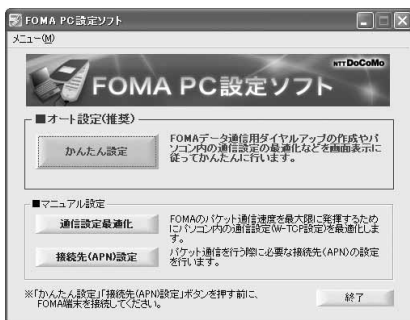 FOMA PC設定ソフト
メニュー(M)
NTT DoCoMo
FOMA PC設定ソフト
■オート設定(推奨)
かんたん設定
FOMAデータ通信用ダイヤルアップの作成やパ
ソコン内の通信設定の最適化などを画面表示に
従ってかんたんに行います。
■マニュアル設定
通信設定最適化
FOMAのパケット通信速度を最大限に発揮するため
にパソコン内の通信設定(W-TCP設定)を最適化しま
す。
接続先(APN)設定
パケット通信を行う際に必要な接続先(APN)の設定
を行います。
※「かんたん設定」「接続先(APN)設定」ボタンを押す前に、
FOMA端末を接続してください。
終了